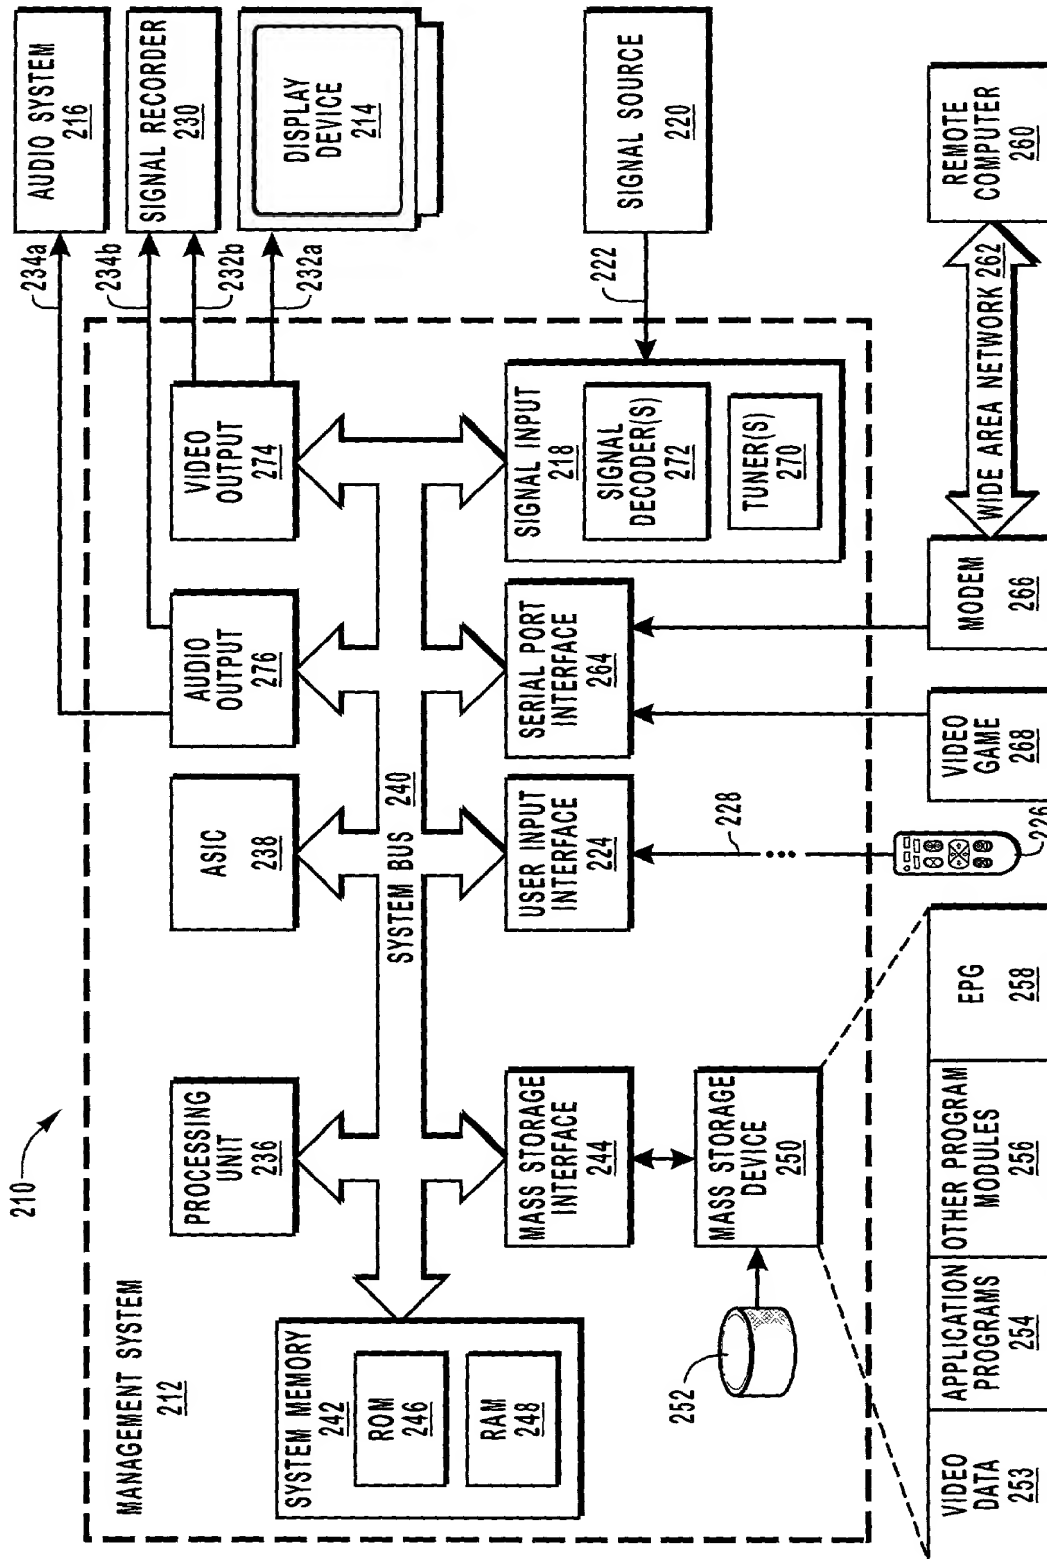 210
MANAGEMENT SYSTEM
212
SYSTEM MEMORY
242
ROM
246
RAM
248
PROCESSING
UNIT
236
ASIC
238
AUDIO
OUTPUT
276
VIDEO
OUTPUT
274
234a
234b
232b
232a
AUDIO SYSTEM
216
SIGNAL RECORDER
230
DISPLAY
DEVICE
214
SYSTEM BUS 240
MASS STORAGE
INTERFACE
244
USER INPUT
INTERFACE
224
SERIAL PORT
INTERFACE
264
SIGNAL INPUT
218
SIGNAL
DECODER(S)
272
TUNER(S)
270
222
SIGNAL SOURCE
220
252
MASS STORAGE
DEVICE
250
228
226
VIDEO
DATA
253
APPLICATION
PROGRAMS
254
OTHER PROGRAM
MODULES
256
EPG
258
VIDEO
GAME
268
MODEM
266
WIDE AREA NETWORK 262
REMOTE
COMPUTER
260